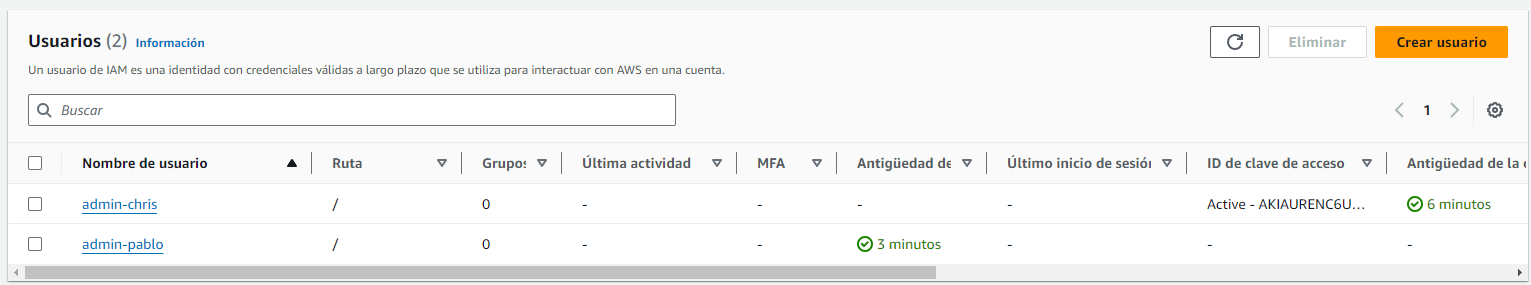 Usuarios (2) Información
Eliminar
Crear usuario
Un usuario de IAM es una identidad con credenciales válidas a largo plazo que se utiliza para interactuar con AWS en una cuenta.
Buscar
1
Nombre de usuario Ruta Grupos Última actividad MFA Antigüedad de Último inicio de sesión ID de clave de acceso Antigüedad de la c
admin-chris / 0 - - - - Active - AKIAURENC6U... 6 minutos
admin-pablo / 0 - - 3 minutos - - -